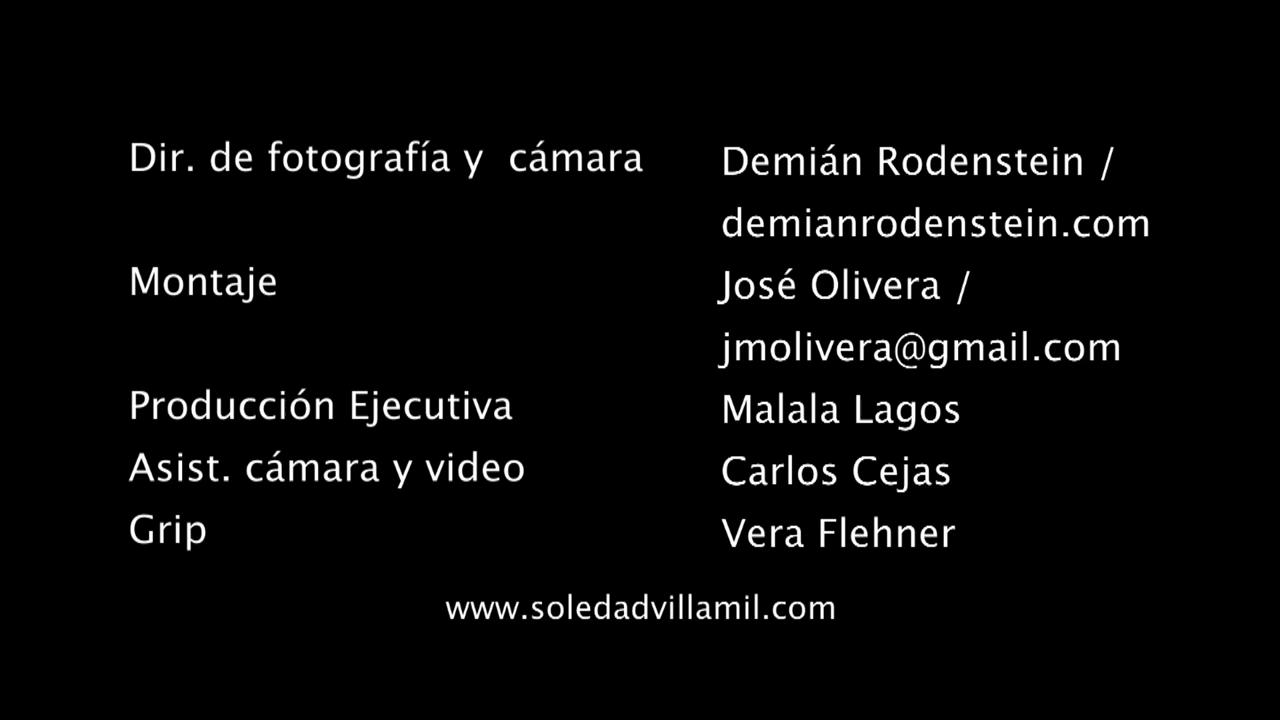 Dir. de fotografía y cámara
Demián Rodenstein /
demianrodenstein.com
Montaje
José Olivera /
jmolivera@gmail.com
Producción Ejecutiva
Malala Lagos
Asist. cámara y video
Carlos Cejas
Grip
Vera Flehner
www.soledadvillamil.com